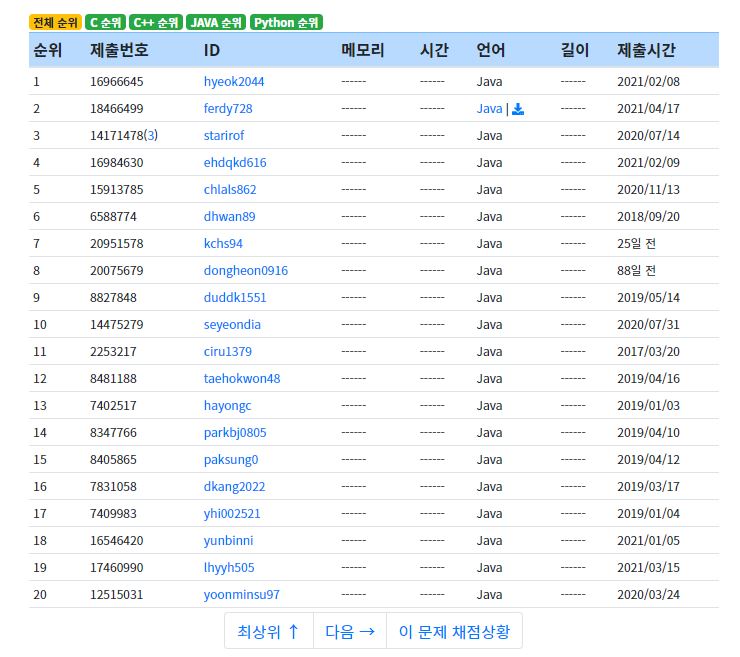 전체 순위 C 순위 C++ 순위 JAVA 순위 Python 순위
순위 제출번호 ID 메모리 시간 언어 길이 제출시간
1 16966645 hyeok2044 ------ ------ Java ------ 2021/02/08
2 18466499 ferdy728 ------ ------ Java | ------ 2021/04/17
3 14171478(3) starirof ------ ------ Java ------ 2020/07/14
4 16984630 ehdqkd616 ------ ------ Java ------ 2021/02/09
5 15913785 chlals862 ------ ------ Java ------ 2020/11/13
6 6588774 dhwan89 ------ ------ Java ------ 2018/09/20
7 20951578 kchs94 ------ ------ Java ------ 25일 전
8 20075679 dongheon0916 ------ ------ Java ------ 88일 전
9 8827848 duddk1551 ------ ------ Java ------ 2019/05/14
10 14475279 seyeondia ------ ------ Java ------ 2020/07/31
11 2253217 ciru1379 ------ ------ Java ------ 2017/03/20
12 8481188 taehokwon48 ------ ------ Java ------ 2019/04/16
13 7402517 hayongc ------ ------ Java ------ 2019/01/03
14 8347766 parkbj0805 ------ ------ Java ------ 2019/04/10
15 8405865 paksung0 ------ ------ Java ------ 2019/04/12
16 7831058 dkang2022 ------ ------ Java ------ 2019/03/17
17 7409983 yhi002521 ------ ------ Java ------ 2019/01/04
18 16546420 yunbinni ------ ------ Java ------ 2021/01/05
19 17460990 lhyyh505 ------ ------ Java ------ 2021/03/15
20 12515031 yoonminsu97 ------ ------ Java ------ 2020/03/24
최상위 ↑ 다음 → 이 문제 채점상황